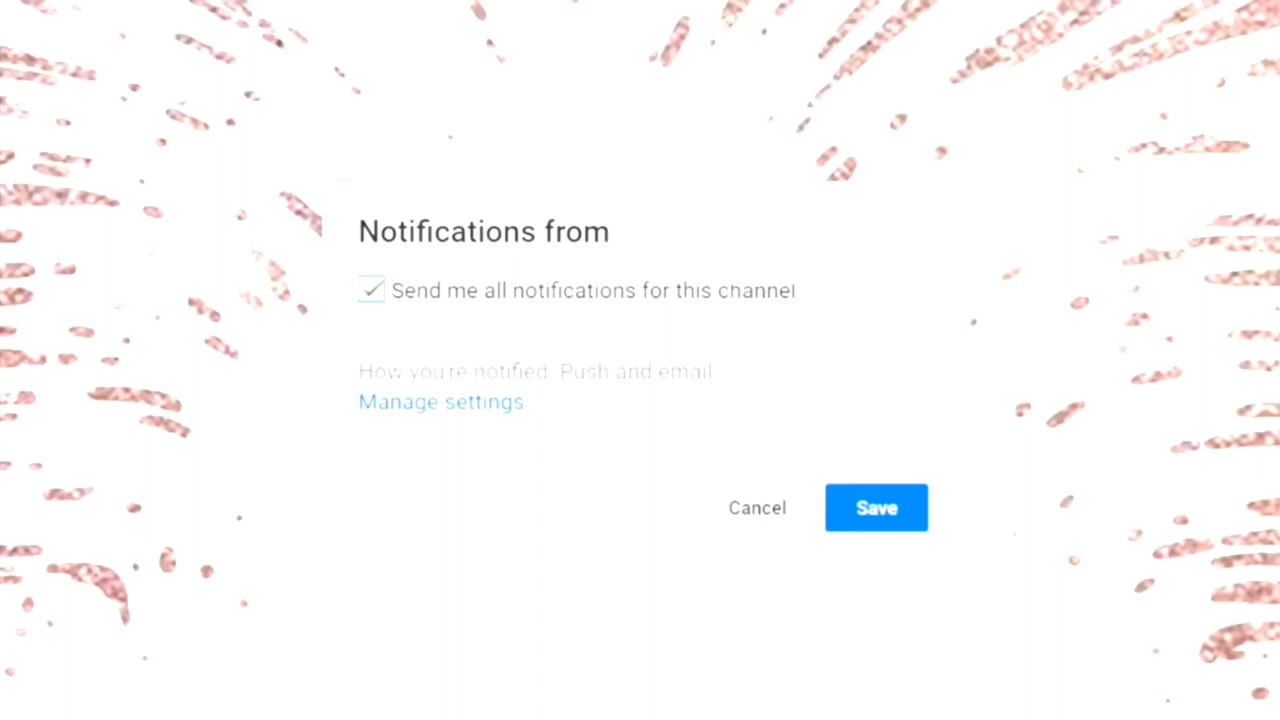 Notifications from
Send me all notifications for this channel
How you're notified: Push and email
Manage settings
Cancel
Save